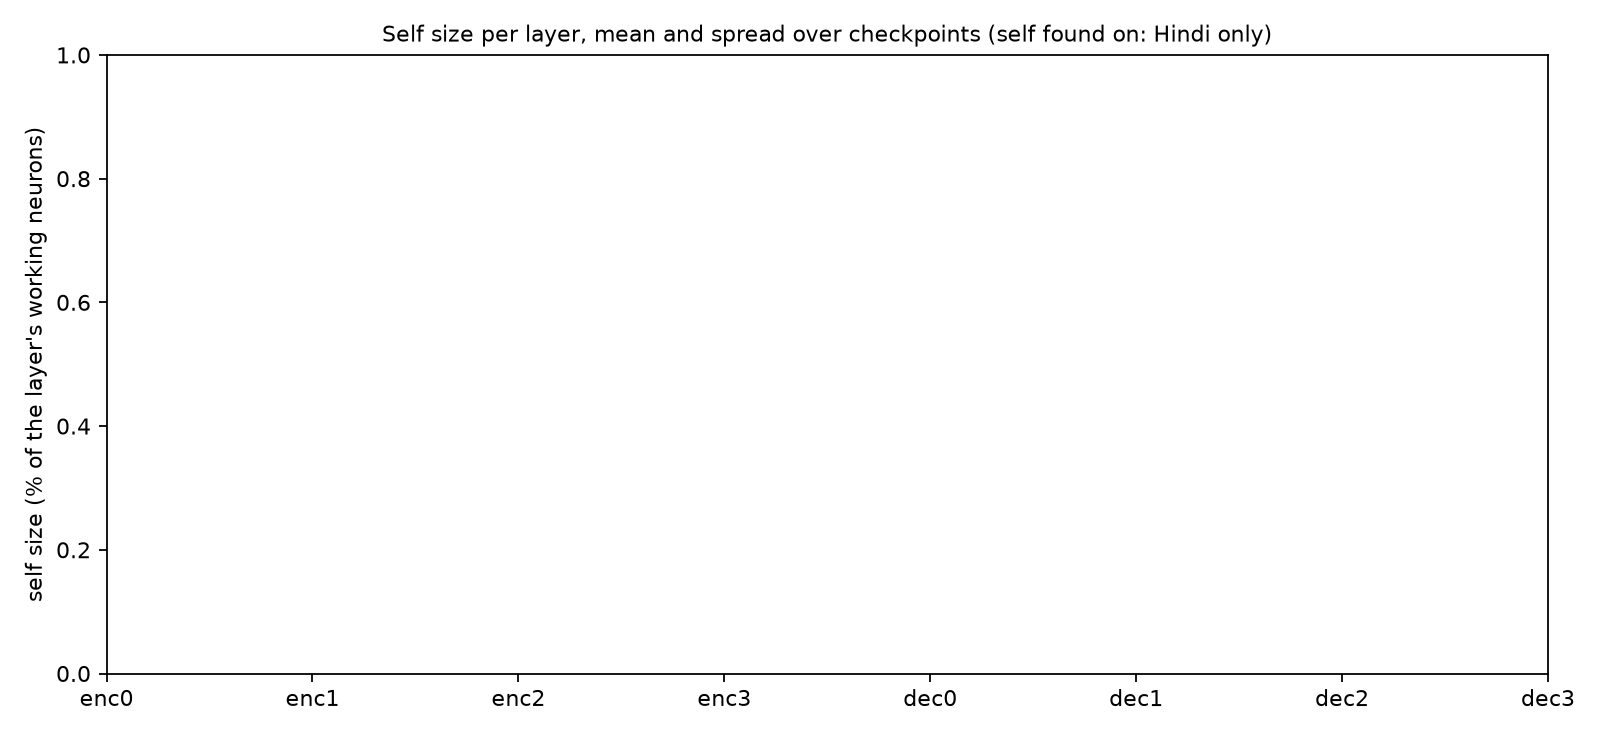 Self size per layer, mean and spread over checkpoints (self found on: Hindi only)
self size (% of the layer's working neurons)
1.0
0.8
0.6
0.4
0.2
0.0
enc0 enc1 enc2 enc3 dec0 dec1 dec2 dec3